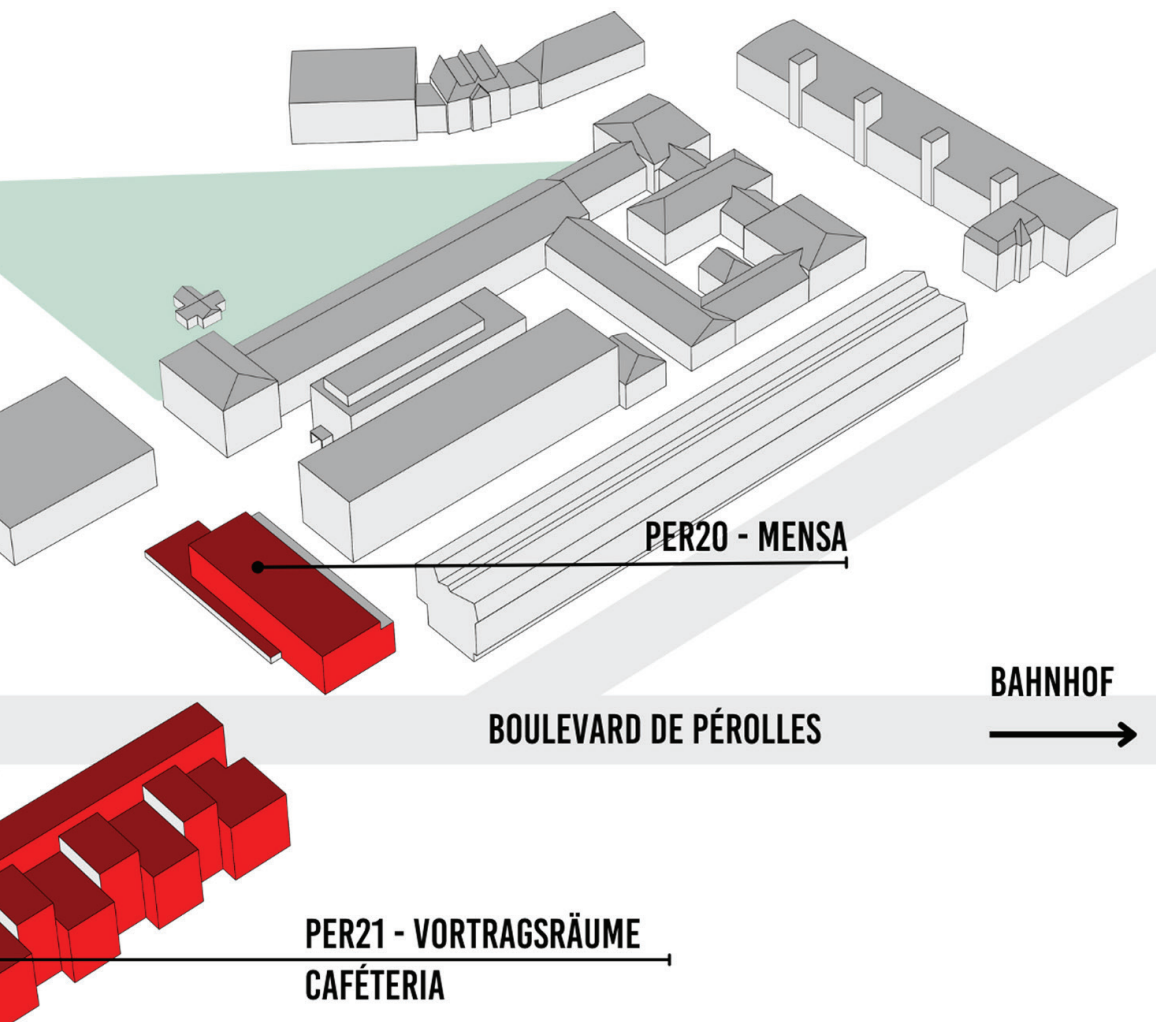 PER20 - MENSA
BAHNHOF
BOULEVARD DE PÉROLLES
PER21 - VORTRAGSRÄUME
CAFÉTERIA